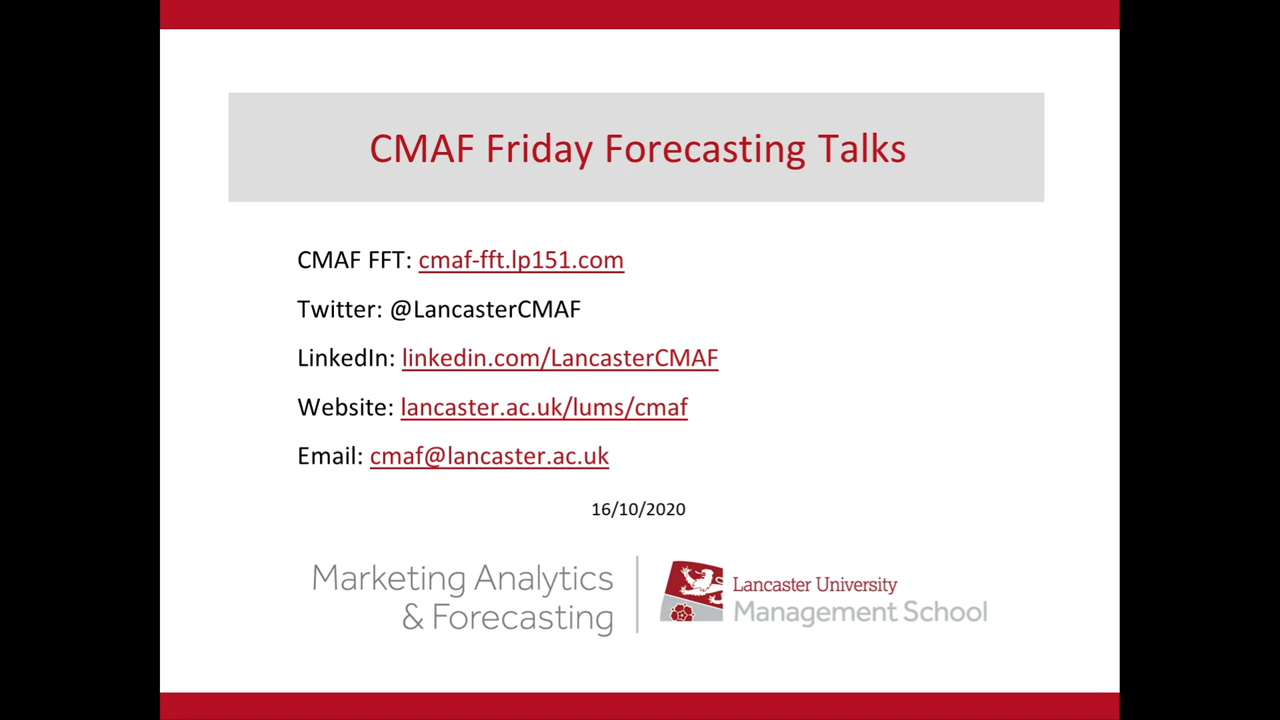 CMAF Friday Forecasting Talks
CMAF FFT: cmaf-fft.lp151.com
Twitter: @LancasterCMAF
LinkedIn: linkedin.com/LancasterCMAF
Website: lancaster.ac.uk/lums/cmaf
Email: cmaf@lancaster.ac.uk
16/10/2020
Marketing Analytics
& Forecasting
Lancaster University
Management School